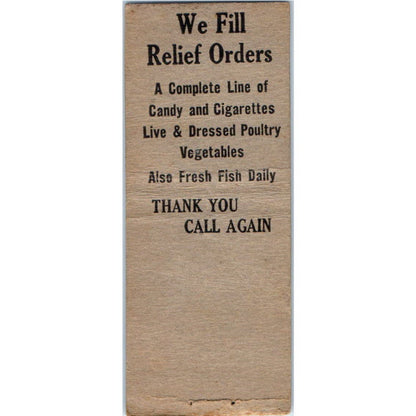 We Fill
Relief Orders
A Complete Line of
Candy and Cigarettes
Live & Dressed Poultry
Vegetables
Also Fresh Fish Daily
THANK YOU
CALL AGAIN